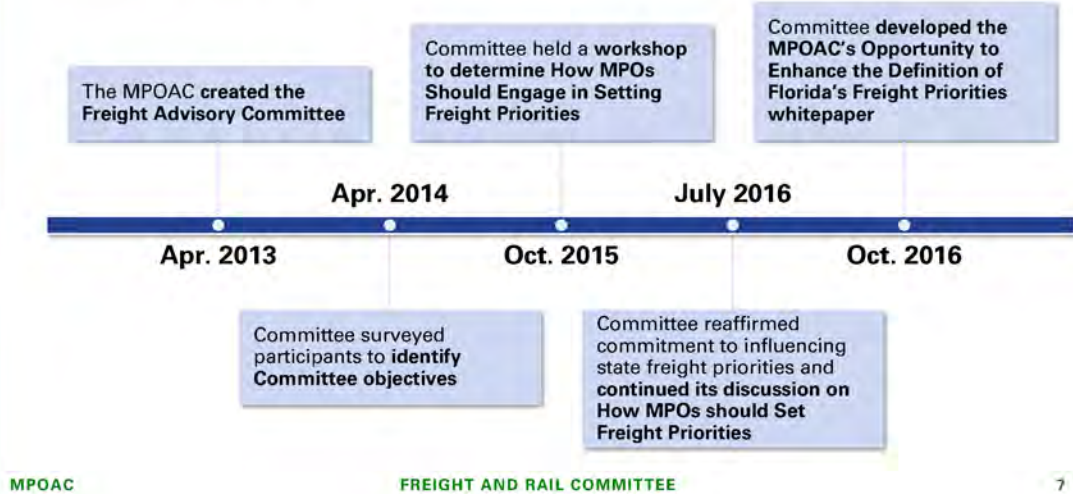 The MPOAC created the
Freight Advisory Committee
Committee held a workshop
to determine How MPOs
Should Engage in Setting
Freight Priorities
Committee developed the
MPOAC's Opportunity to
Enhance the Definition of
Florida's Freight Priorities
whitepaper
Apr. 2014
July 2016
Apr. 2013
Oct. 2015
Oct. 2016
Committee surveyed
participants to identify
Committee objectives
Committee reaffirmed
commitment to influencing
state freight priorities and
continued its discussion on
How MPOs should Set
Freight Priorities
MPOAC
FREIGHT AND RAIL COMMITTEE
7